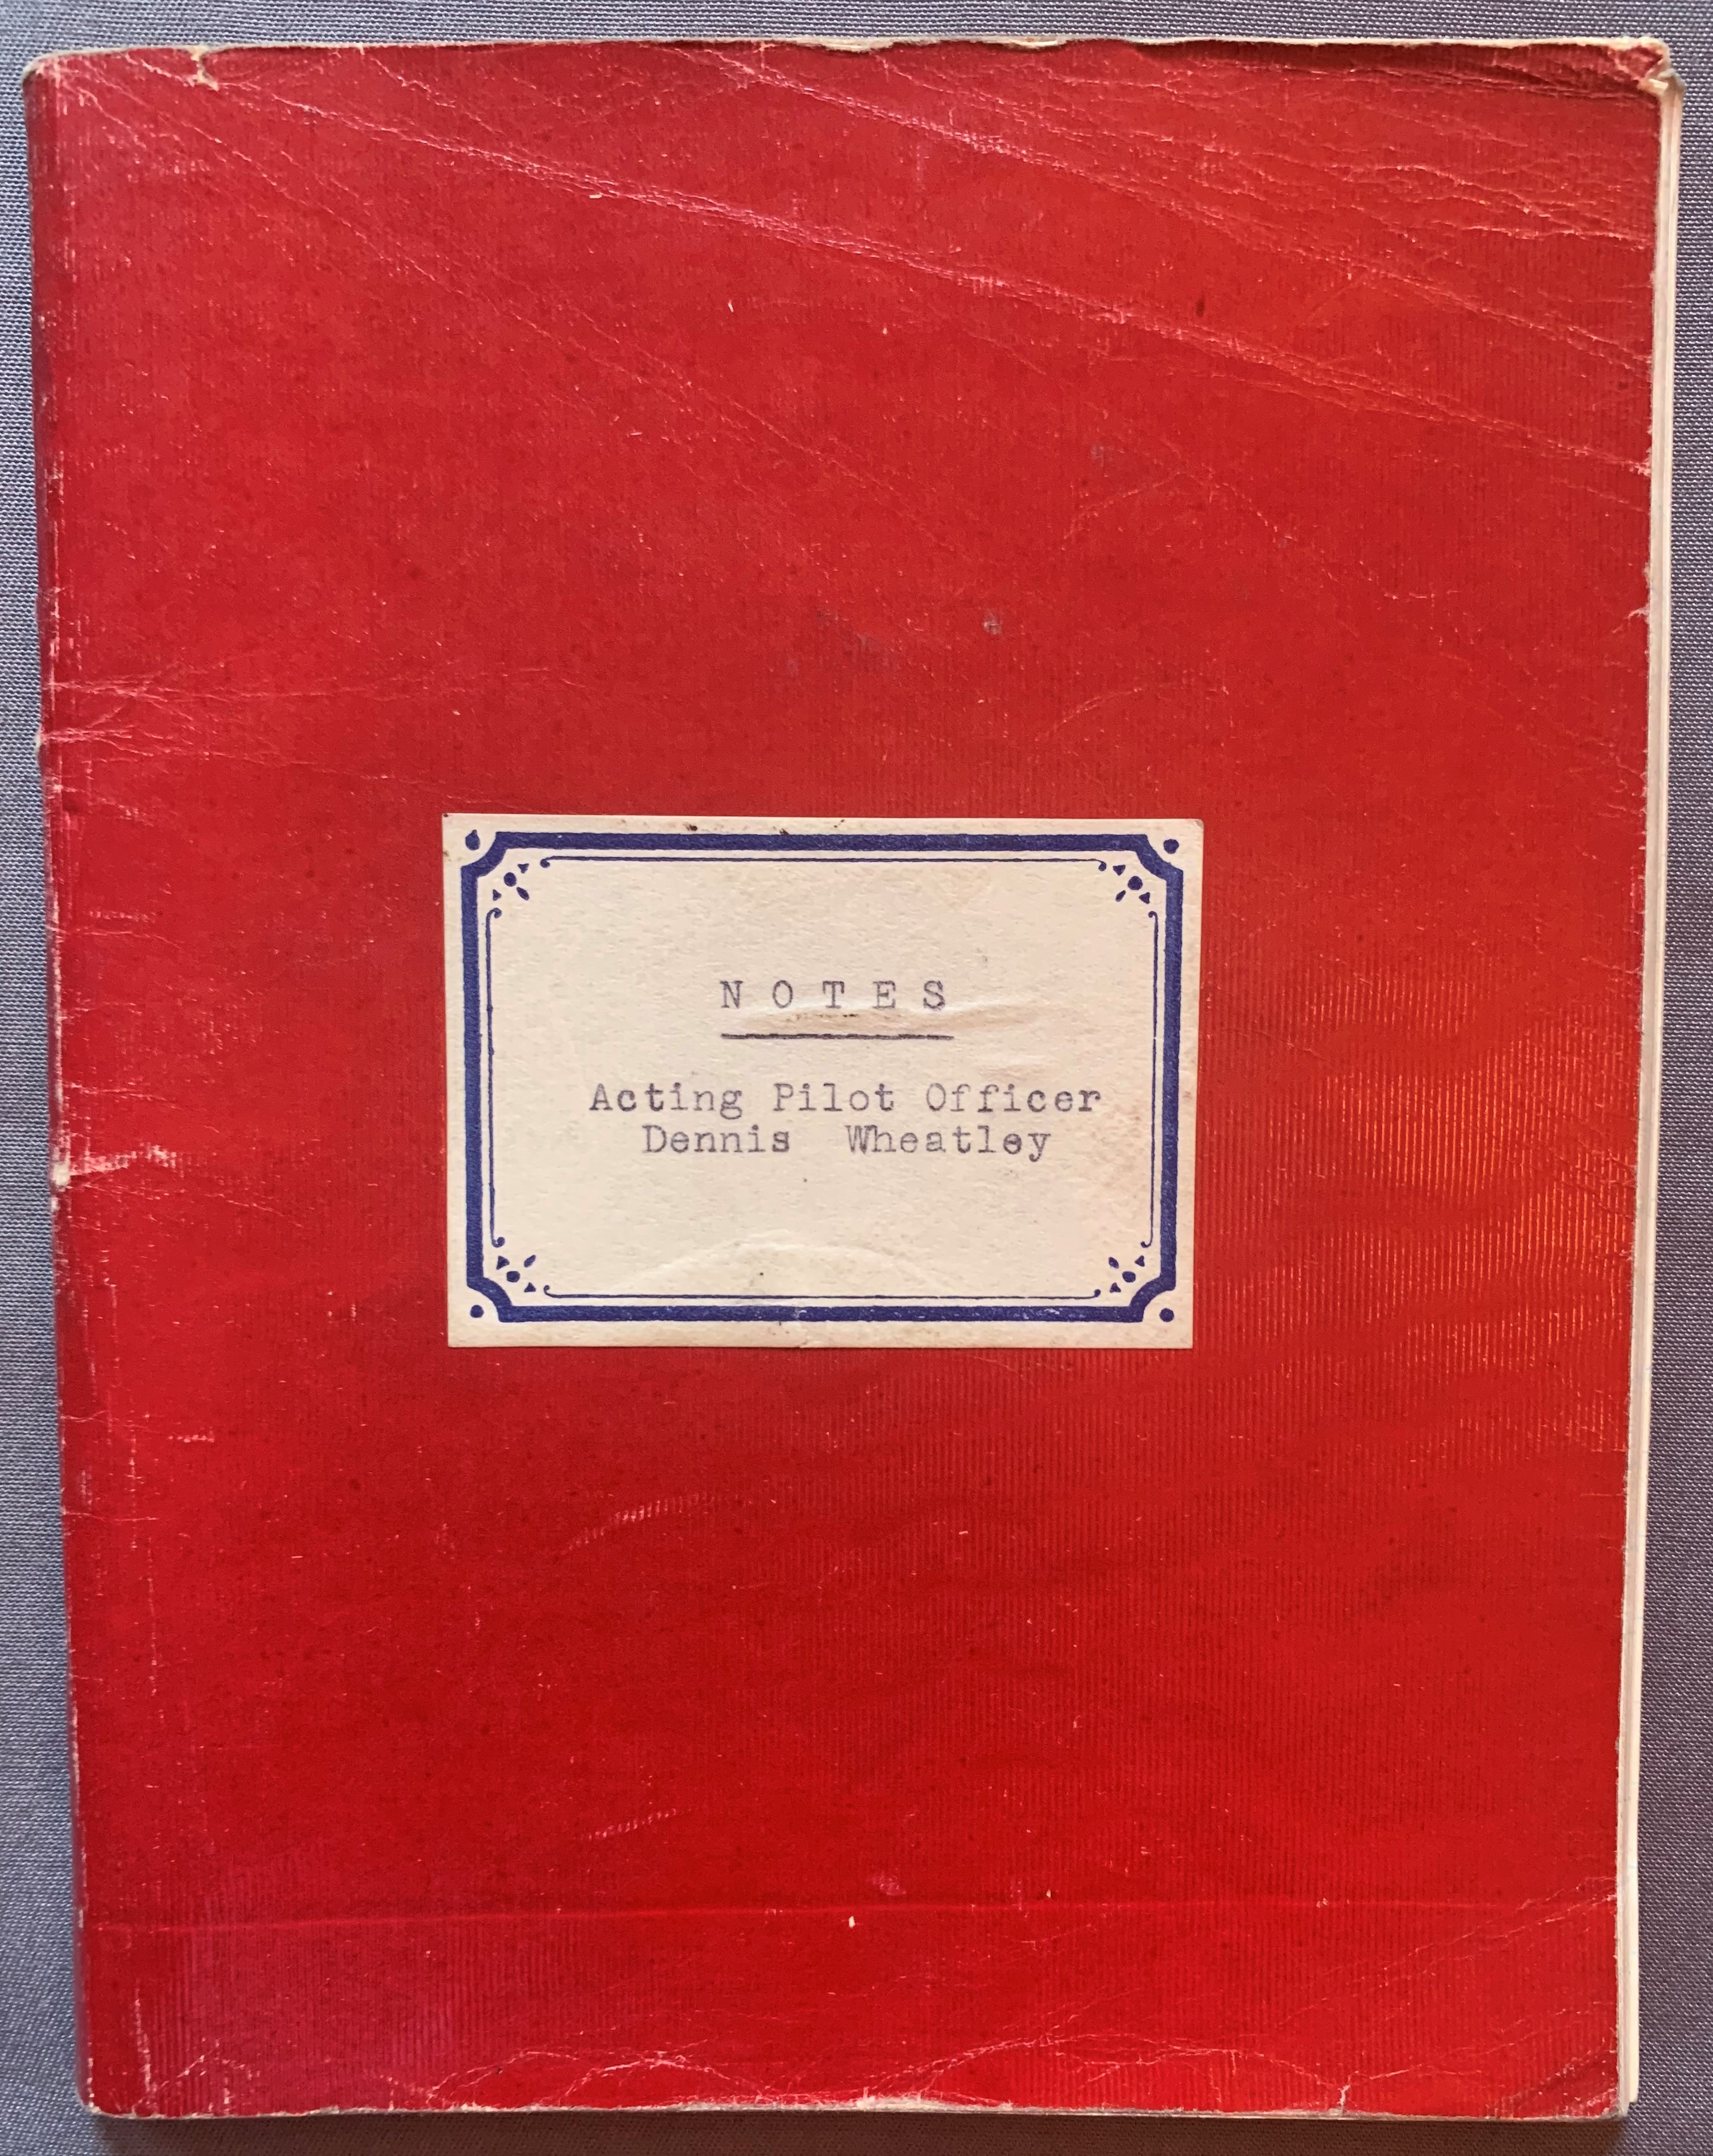 N O T E S
Acting Pilot Officer
Dennis Wheatley